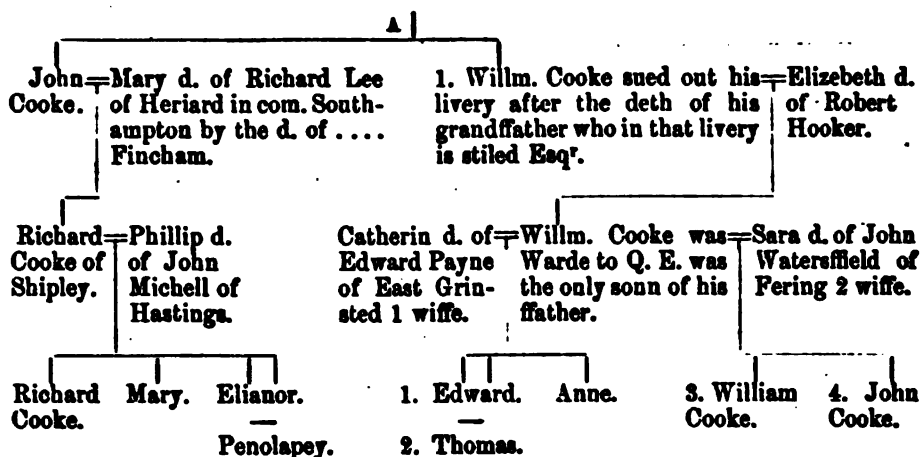 A
John = Mary d. of Richard Lee
Cooke. of Heriard in com. South-
ampton by the d. of ....
Fincham.
1. Willm. Cooke sued out his = Elizebeth d.
livery after the deth of his of Robert
grandffather who in that livery Hooker.
is stiled Esqr.
Richard = Phillip d.
Cooke of of John
Shipley. Michell of
Hastings.
Catherin d. of = Willm. Cooke was = Sara d. of John
Edward Payne Warde to Q. E. was Watersffield of
of East Grin- the only sonn of his Fering 2 wiffe.
sted 1 wiffe. ffather.
Richard Mary. Elianor. 1. Edward. Anne. 3. William 4. John
Cooke. — — Cooke. Cooke.
Penolapey. 2. Thomas.